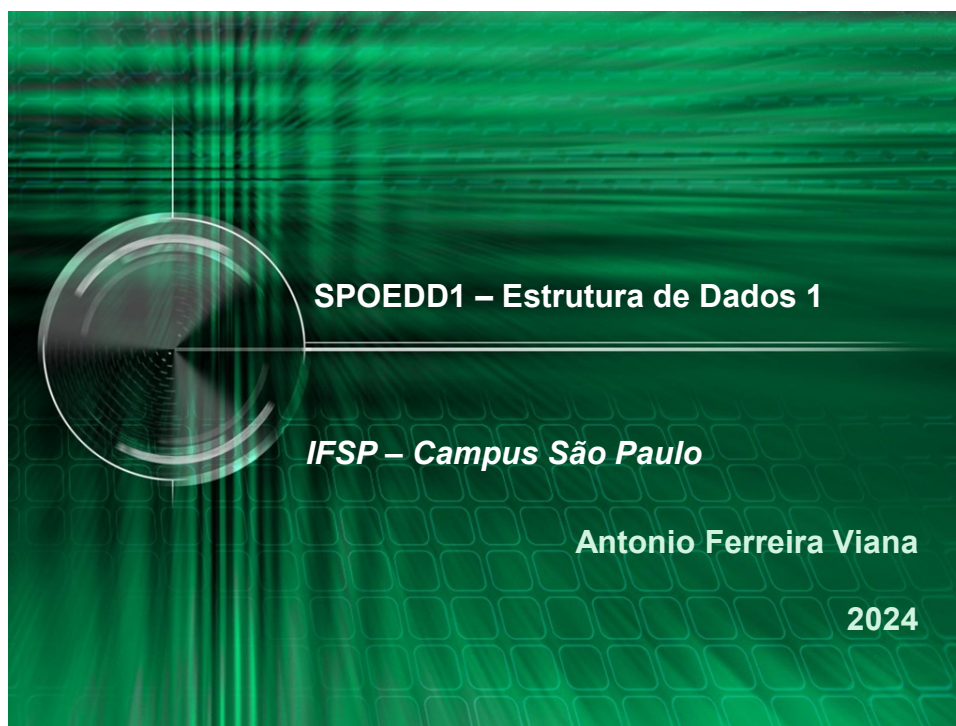 SPOEDD1 – Estrutura de Dados 1
IFSP – Campus São Paulo
Antonio Ferreira Viana
2024